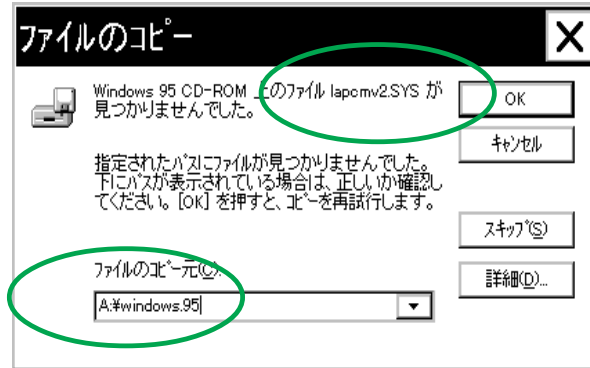 ファイルのコピー
Windows 95 CD-ROM 上のファイル lapcmv2.SYS が
見つかりませんでした。
指定されたパスにファイルが見つかりませんでした。
下にパスが表示されている場合は、正しいか確認し
てください。[OK] を押すと、コピーを再試行します。
ファイルのコピー元(C):
A:¥windows.95
OK
キャンセル
スキップ(S)
詳細(D)...